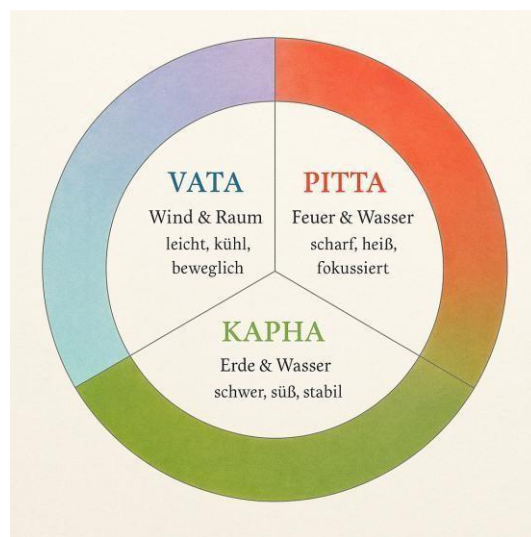 VATA
Wind & Raum
leicht, kühl,
beweglich
PITTA
Feuer & Wasser
scharf, heiß,
fokussiert
KAPHA
Erde & Wasser
schwer, süß, stabil